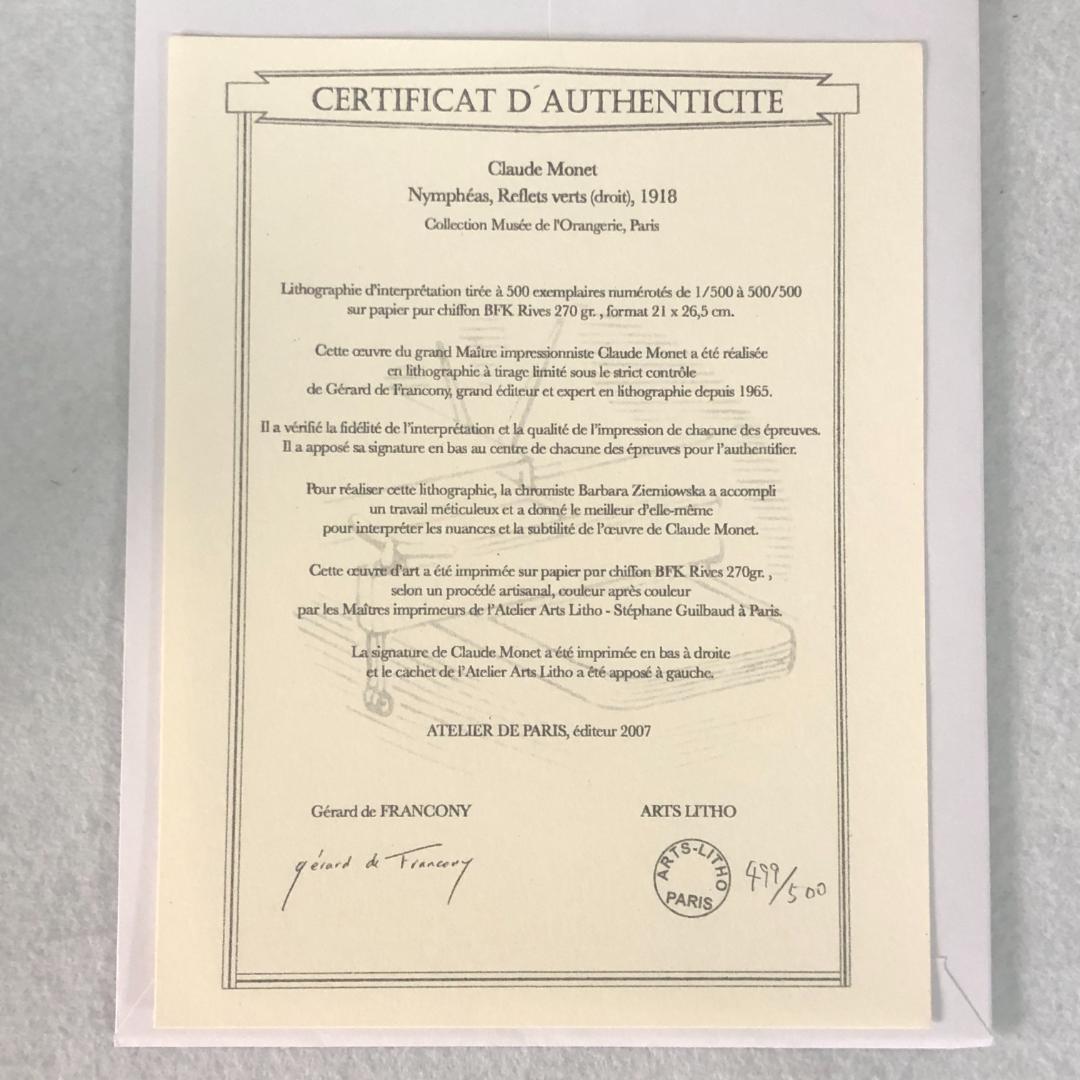 CERTIFICAT D´AUTHENTICITE
Claude Monet
Nymphéas, Reflets verts (droit), 1918
Collection Musée de l'Orangerie, Paris
Lithographie d'interprétation tirée à 500 exemplaires numérotés de 1/500 à 500/500
sur papier pur chiffon BFK Rives 270 gr. , format 21 x 26,5 cm.
Cette œuvre du grand Maître impressionniste Claude Monet a été réalisée
en lithographie à tirage limité sous le strict contrôle
de Gérard de Francony, grand éditeur et expert en lithographie depuis 1965.
Il a vérifié la fidélité de l'interprétation et la qualité de l'impression de chacune des épreuves.
Il a apposé sa signature en bas au centre de chacune des épreuves pour l'authentifier.
Pour réaliser cette lithographie, la chromiste Barbara Ziemiowska a accompli
un travail méticuleux et a donné le meilleur d'elle-même
pour interpréter les nuances et la subtilité de l'œuvre de Claude Monet.
Cette œuvre d'art a été imprimée sur papier pur chiffon BFK Rives 270gr. ,
selon un procédé artisanal, couleur après couleur
par les Maîtres imprimeurs de l'Atelier Arts Litho - Stéphane Guilbaud à Paris.
La signature de Claude Monet a été imprimée en bas à droite
et le cachet de l'Atelier Arts Litho a été apposé à gauche.
ATELIER DE PARIS, éditeur 2007
Gérard de FRANCONY ARTS LITHO
gérard de Francony ARTS-LITHO PARIS 499/500